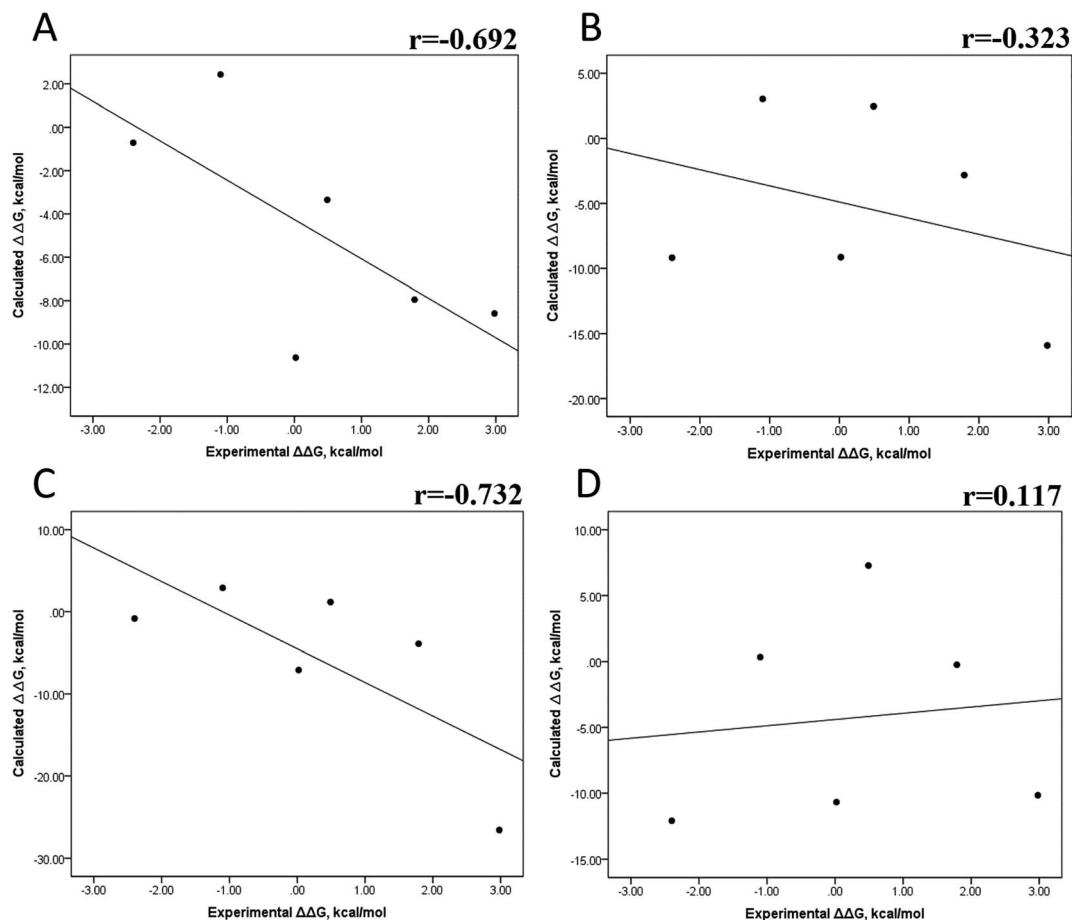 A
r=-0.692
2.00
.00
-2.00
-4.00
-6.00
-8.00
-10.00
-12.00
Calculated Δ Δ G, kcal/mol
-3.00 -2.00 -1.00 .00 1.00 2.00 3.00
Experimental ΔΔG, kcal/mol
B
r=-0.323
5.00
.00
-5.00
-10.00
-15.00
-20.00
Calculated Δ Δ G, kcal/mol
-3.00 -2.00 -1.00 .00 1.00 2.00 3.00
Experimental ΔΔG, kcal/mol
C
r=-0.732
10.00
.00
-10.00
-20.00
-30.00
Calculated Δ Δ G, kcal/mol
-3.00 -2.00 -1.00 .00 1.00 2.00 3.00
Experimental ΔΔG, kcal/mol
D
r=0.117
10.00
5.00
.00
-5.00
-10.00
-15.00
Calculated Δ Δ G, kcal/mol
-3.00 -2.00 -1.00 .00 1.00 2.00 3.00
Experimental ΔΔG, kcal/mol